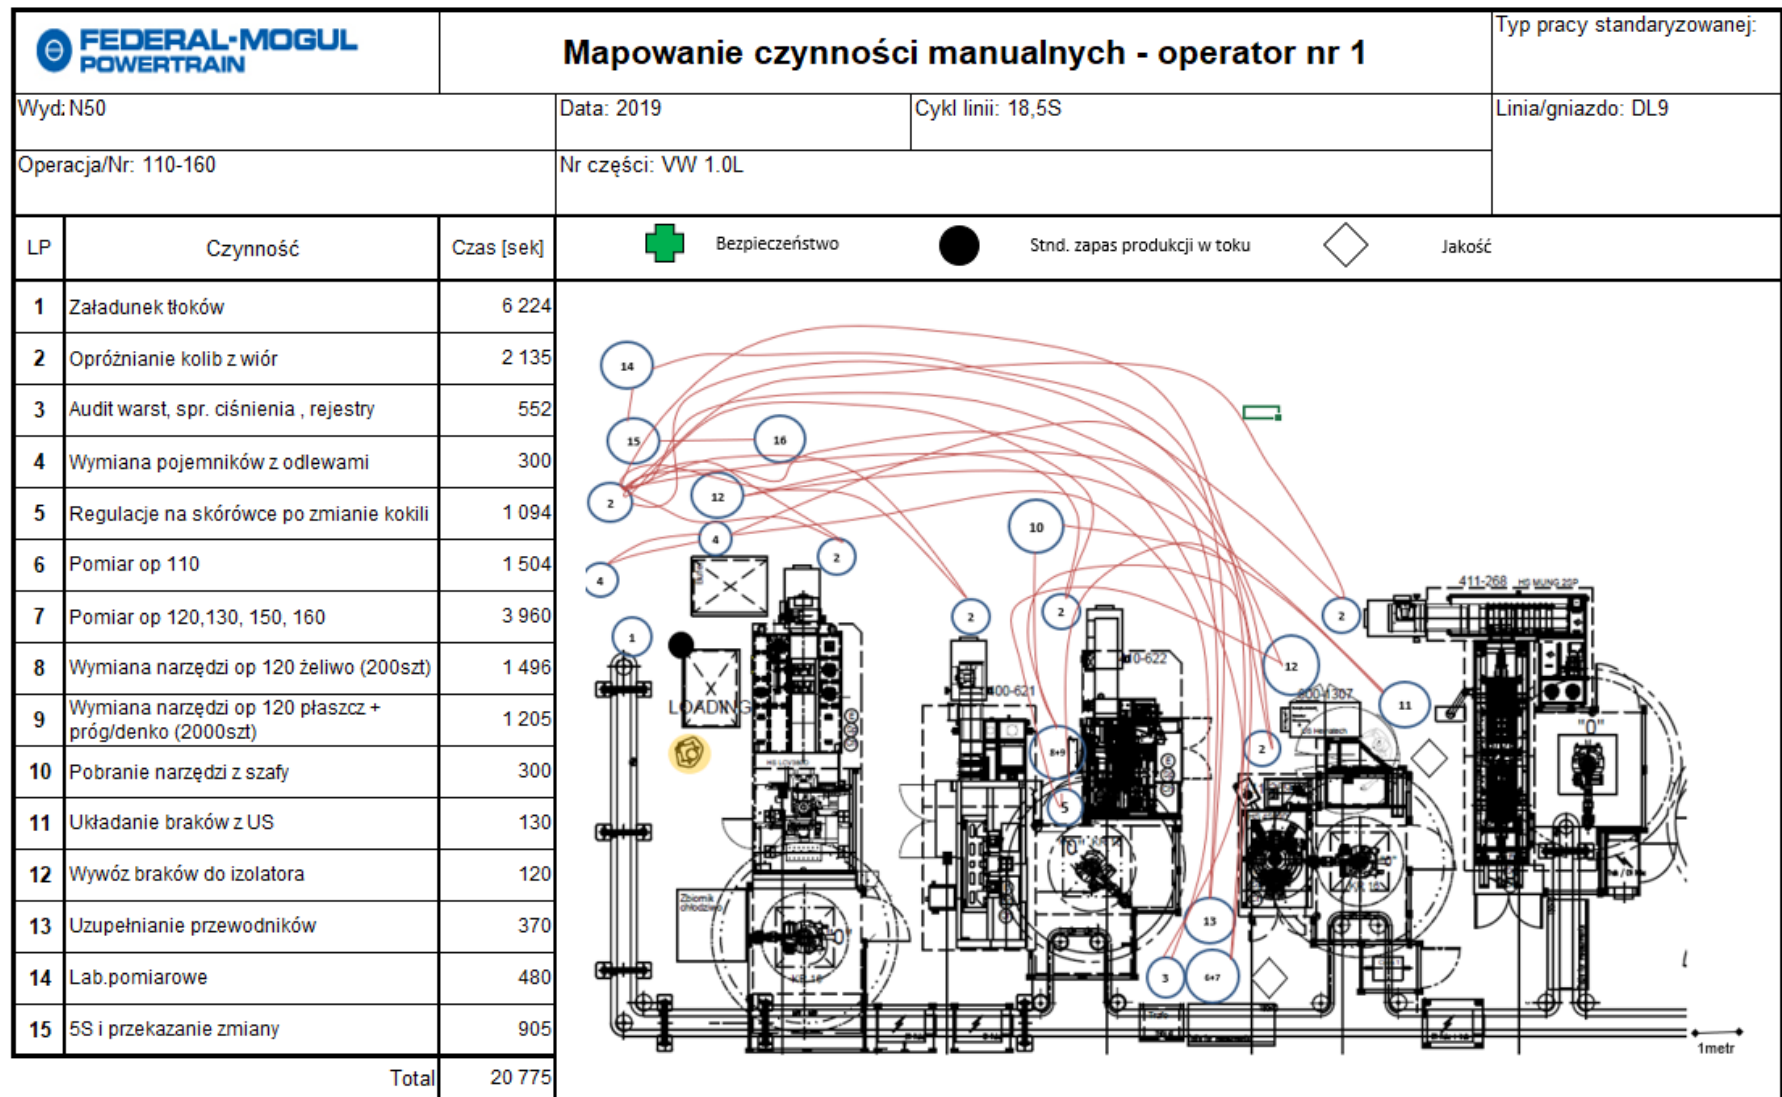 FEDERAL-MOGUL
POWERTRAIN
Mapowanie czynności manualnych - operator nr 1
Typ pracy standaryzowanej:
Wyd: N50
Data: 2019
Cykl linii: 18,5S
Linia/gniazdo: DL9
Operacja/Nr: 110-160
Nr części: VW 1.0L
LP Czynność Czas [sek]
Bezpieczeństwo
Stnd. zapas produkcji w toku
Jakość
1 Załadunek tłoków 6 224
2 Opróżnianie kolib z wiór 2 135
3 Audit warst, spr. ciśnienia , rejestry 552
4 Wymiana pojemników z odlewami 300
5 Regulacje na skórówce po zmianie kokili 1 094
6 Pomiar op 110 1 504
7 Pomiar op 120,130, 150, 160 3 960
8 Wymiana narzędzi op 120 żeliwo (200szt) 1 496
9 Wymiana narzędzi op 120 płaszcz +
próg/denko (2000szt) 1 205
10 Pobranie narzędzi z szafy 300
11 Układanie braków z US 130
12 Wywóz braków do izolatora 120
13 Uzupełnianie przewodników 370
14 Lab.pomiarowe 480
15 5S i przekazanie zmiany 905
Total 20 775
14
15
16
2
12
4
10
2
4
411-268
HS MUNG 2SP
2
2
2
1
12
X
LOADING
11
"0"
8+9
2
5
Zbiornik
chłodziwa
13
3
6+7
Trafo
1metr